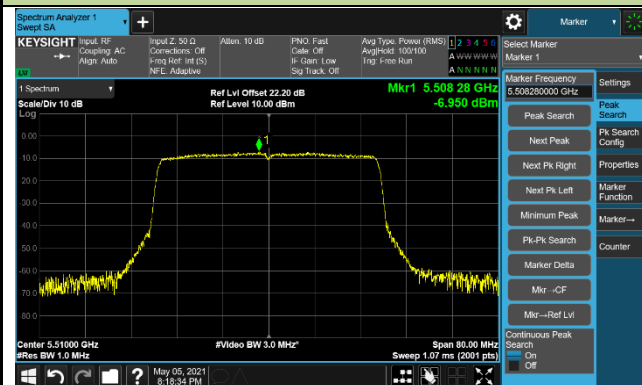 Spectrum Analyzer 1
Swept SA
Marker
KEYSIGHT
Input: RF
Coupling: AC
Align: Auto
Input Z: 50 Ω
Corrections: Off
Freq Ref: Int (S)
NFE: Adaptive
Atten: 10 dB
PNO: Fast
Gate: Off
IF Gain: Low
Sig Track: Off
Avg Type: Power (RMS)
Avg|Hold: 100/100
Trig: Free Run
1 2 3 4 5 6
A W W W W W
A N N N N N
LXI
Select Marker
Marker 1
Marker Frequency
5.508280000 GHz
Settings
1 Spectrum
Scale/Div 10 dB
Log
Ref Lvl Offset 22.20 dB
Ref Level 10.00 dBm
Mkr1 5.508 28 GHz
-6.950 dBm
Peak Search
Next Peak
Next Pk Right
Next Pk Left
Minimum Peak
Pk-Pk Search
Marker Delta
Mkr→CF
Mkr→Ref Lvl
Continuous Peak Search
On
Off
Peak Search
Pk Search Config
Properties
Marker Function
Marker→
Counter
1
0.00
-10.0
-20.0
-30.0
-40.0
-50.0
-60.0
-70.0
-80.0
Center 5.51000 GHz
#Res BW 1.0 MHz
#Video BW 3.0 MHz*
Span 80.00 MHz
Sweep 1.07 ms (2001 pts)
May 05, 2021
8:18:34 PM